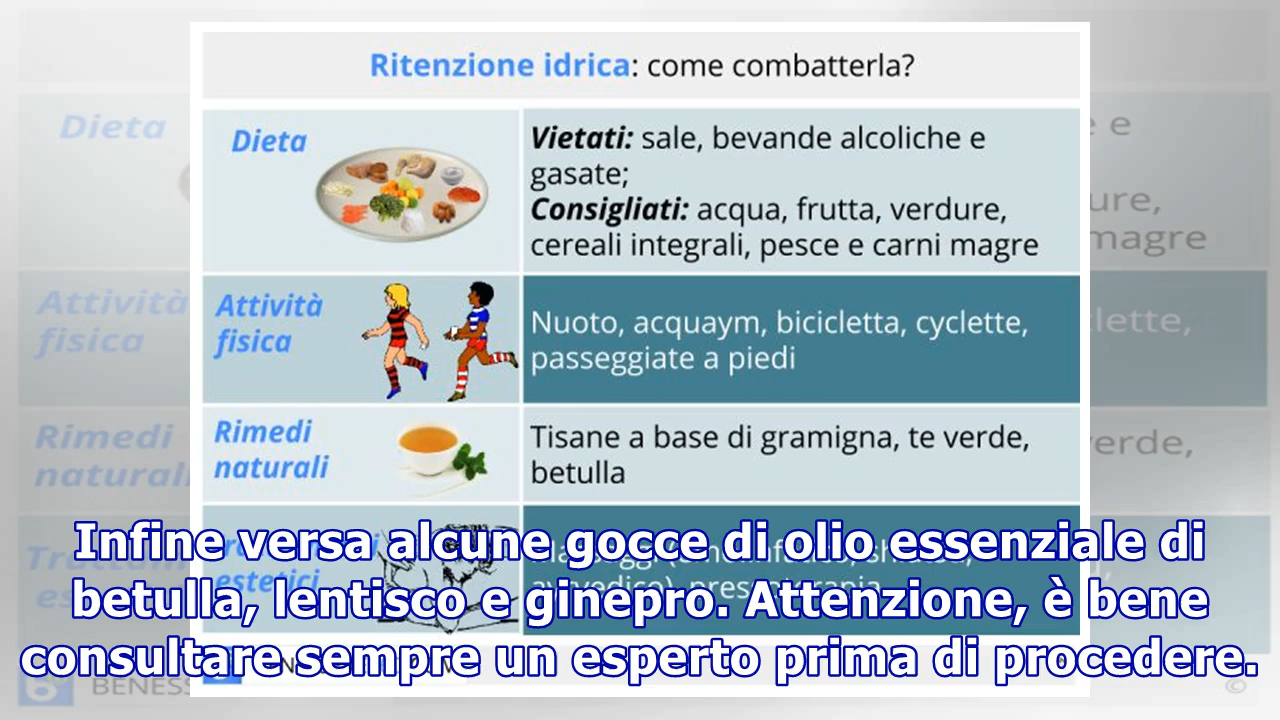 Ritenzione idrica: come combatterla?
Dieta
Vietati: sale, bevande alcoliche e
gasate;
Consigliati: acqua, frutta, verdure,
cereali integrali, pesce e carni magre
Attività
fisica
Nuoto, acquaym, bicicletta, cyclette,
passeggiate a piedi
Rimedi
naturali
Tisane a base di gramigna, te verde,
betulla
estetici
Infine versa alcune gocce di olio essenziale di
betulla, lentisco e ginepro. Attenzione, è bene
consultare sempre un esperto prima di procedere.